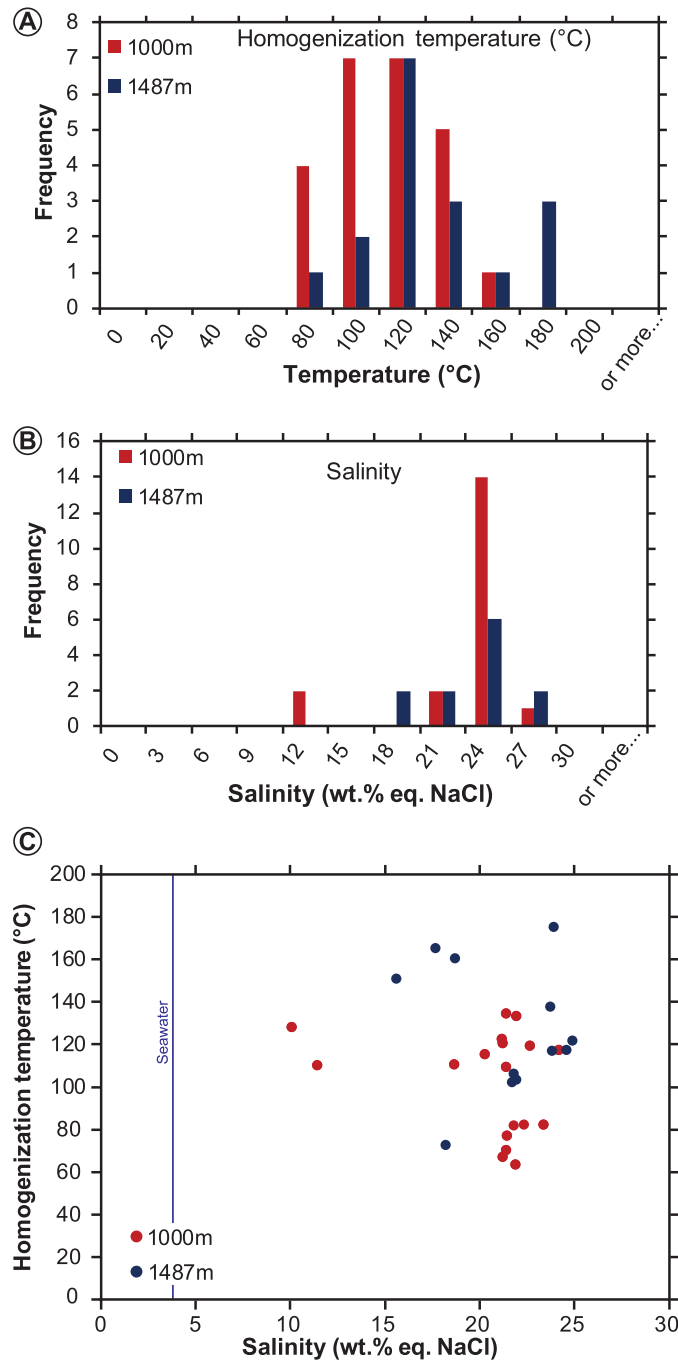 A
Homogenization temperature (°C)
1000m
1487m
8
7
6
5
4
3
2
1
0
Frequency
0 20 40 60 80 100 120 140 160 180 200 or more...
Temperature (°C)
B
Salinity
1000m
1487m
16
14
12
10
8
6
4
2
0
Frequency
0 3 6 9 12 15 18 21 24 27 30 or more...
Salinity (wt.% eq. NaCl)
C
200
180
160
140
120
100
80
60
40
20
0
Homogenization temperature (°C)
Seawater
1000m
1487m
0 5 10 15 20 25 30
Salinity (wt.% eq. NaCl)